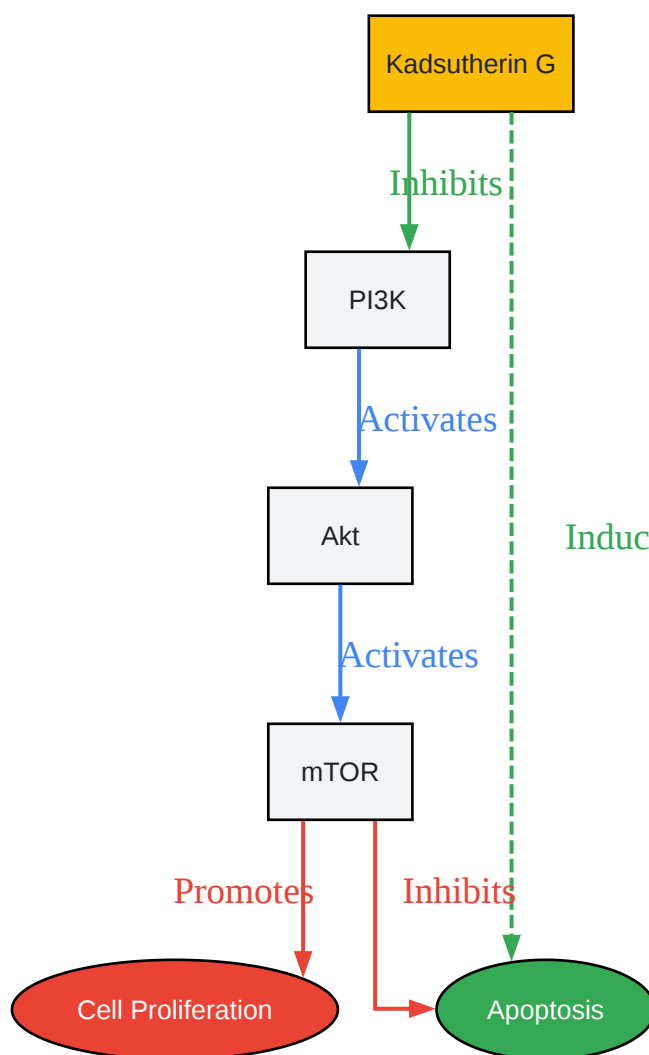 Kadsutherin G
Inhibits
PI3K
Activates
Akt
Induc
Activates
mTOR
Promotes
Inhibits
Cell Proliferation
Apoptosis